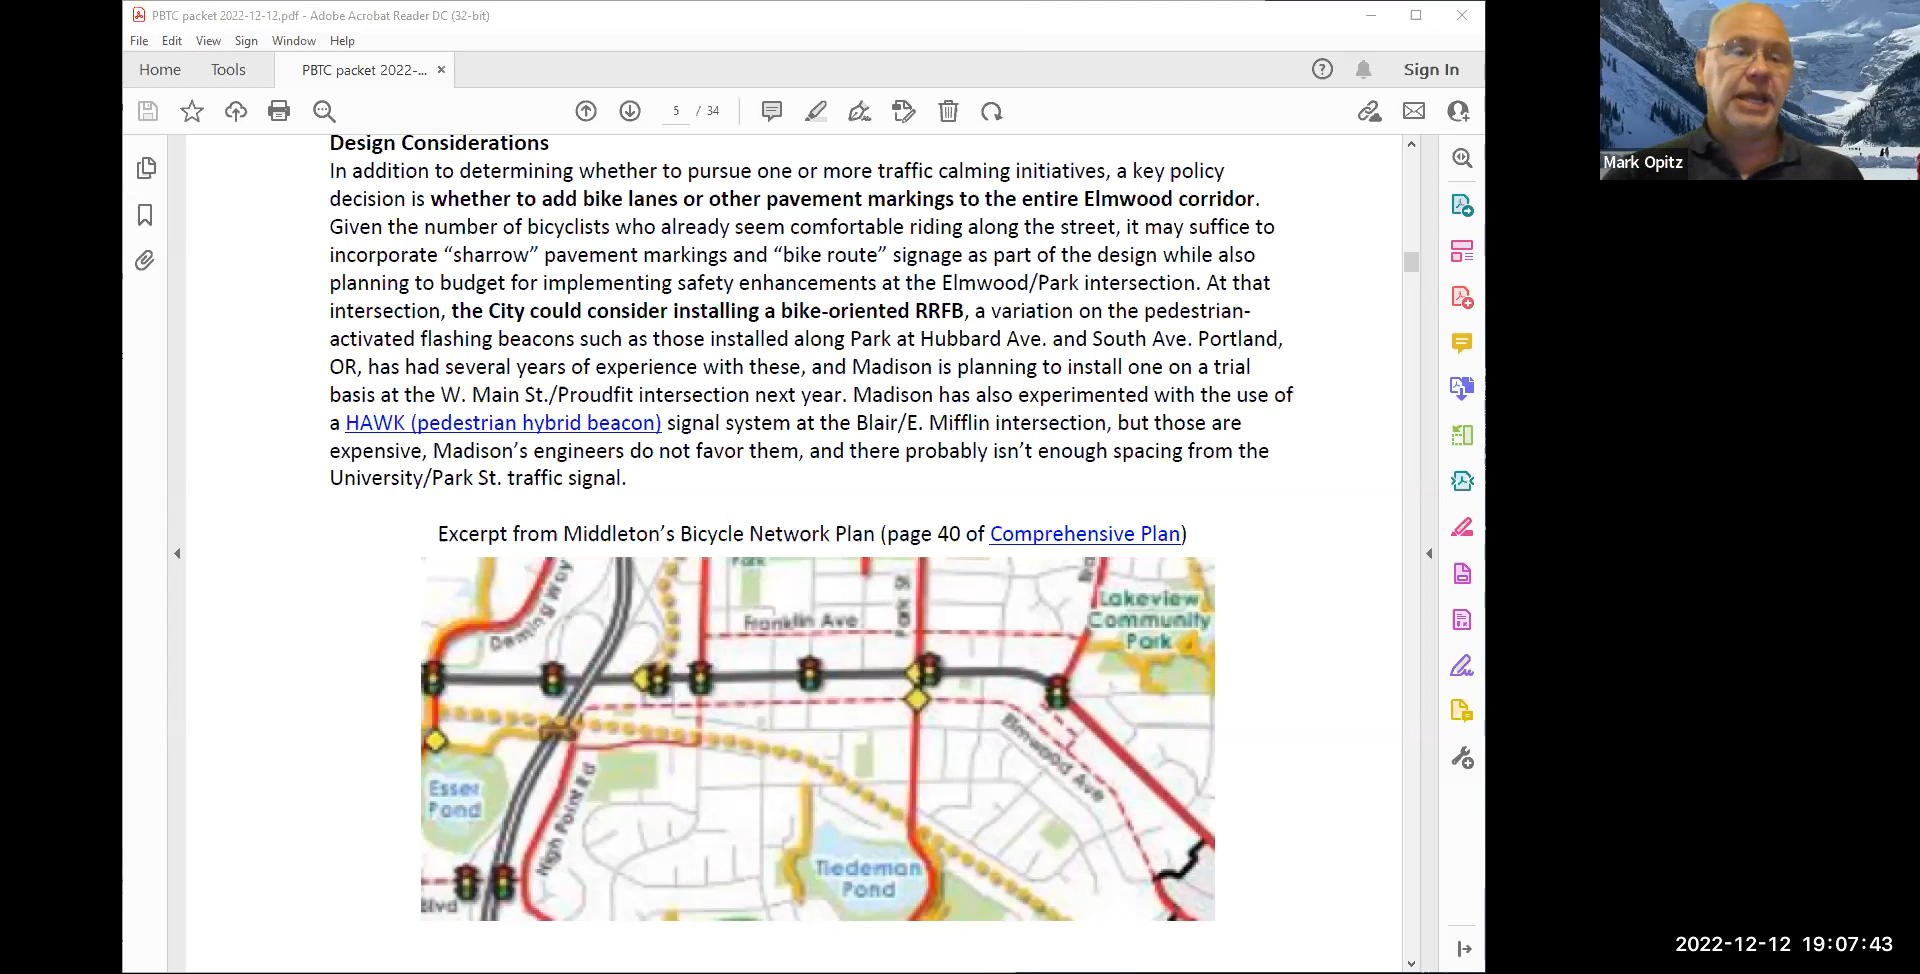 PBTC packet 2022-12-12.pdf - Adobe Acrobat Reader DC (32-bit)
File Edit View Sign Window Help
Home Tools PBTC packet 2022-... × Sign In
5 / 34
Design Considerations
In addition to determining whether to pursue one or more traffic calming initiatives, a key policy
decision is whether to add bike lanes or other pavement markings to the entire Elmwood corridor.
Given the number of bicyclists who already seem comfortable riding along the street, it may suffice to
incorporate “sharrow” pavement markings and “bike route” signage as part of the design while also
planning to budget for implementing safety enhancements at the Elmwood/Park intersection. At that
intersection, the City could consider installing a bike-oriented RRFB, a variation on the pedestrian-
activated flashing beacons such as those installed along Park at Hubbard Ave. and South Ave. Portland,
OR, has had several years of experience with these, and Madison is planning to install one on a trial
basis at the W. Main St./Proudfit intersection next year. Madison has also experimented with the use of
a HAWK (pedestrian hybrid beacon) signal system at the Blair/E. Mifflin intersection, but those are
expensive, Madison’s engineers do not favor them, and there probably isn’t enough spacing from the
University/Park St. traffic signal.
Excerpt from Middleton’s Bicycle Network Plan (page 40 of Comprehensive Plan)
Park
Deming Way
Franklin Ave
Park St
Lakeview
Community
Park
Elmwood Ave
Esser
Pond
High Point Rd
Tiedeman
Pond
Blvd
Mark Opitz
2022-12-12 19:07:43